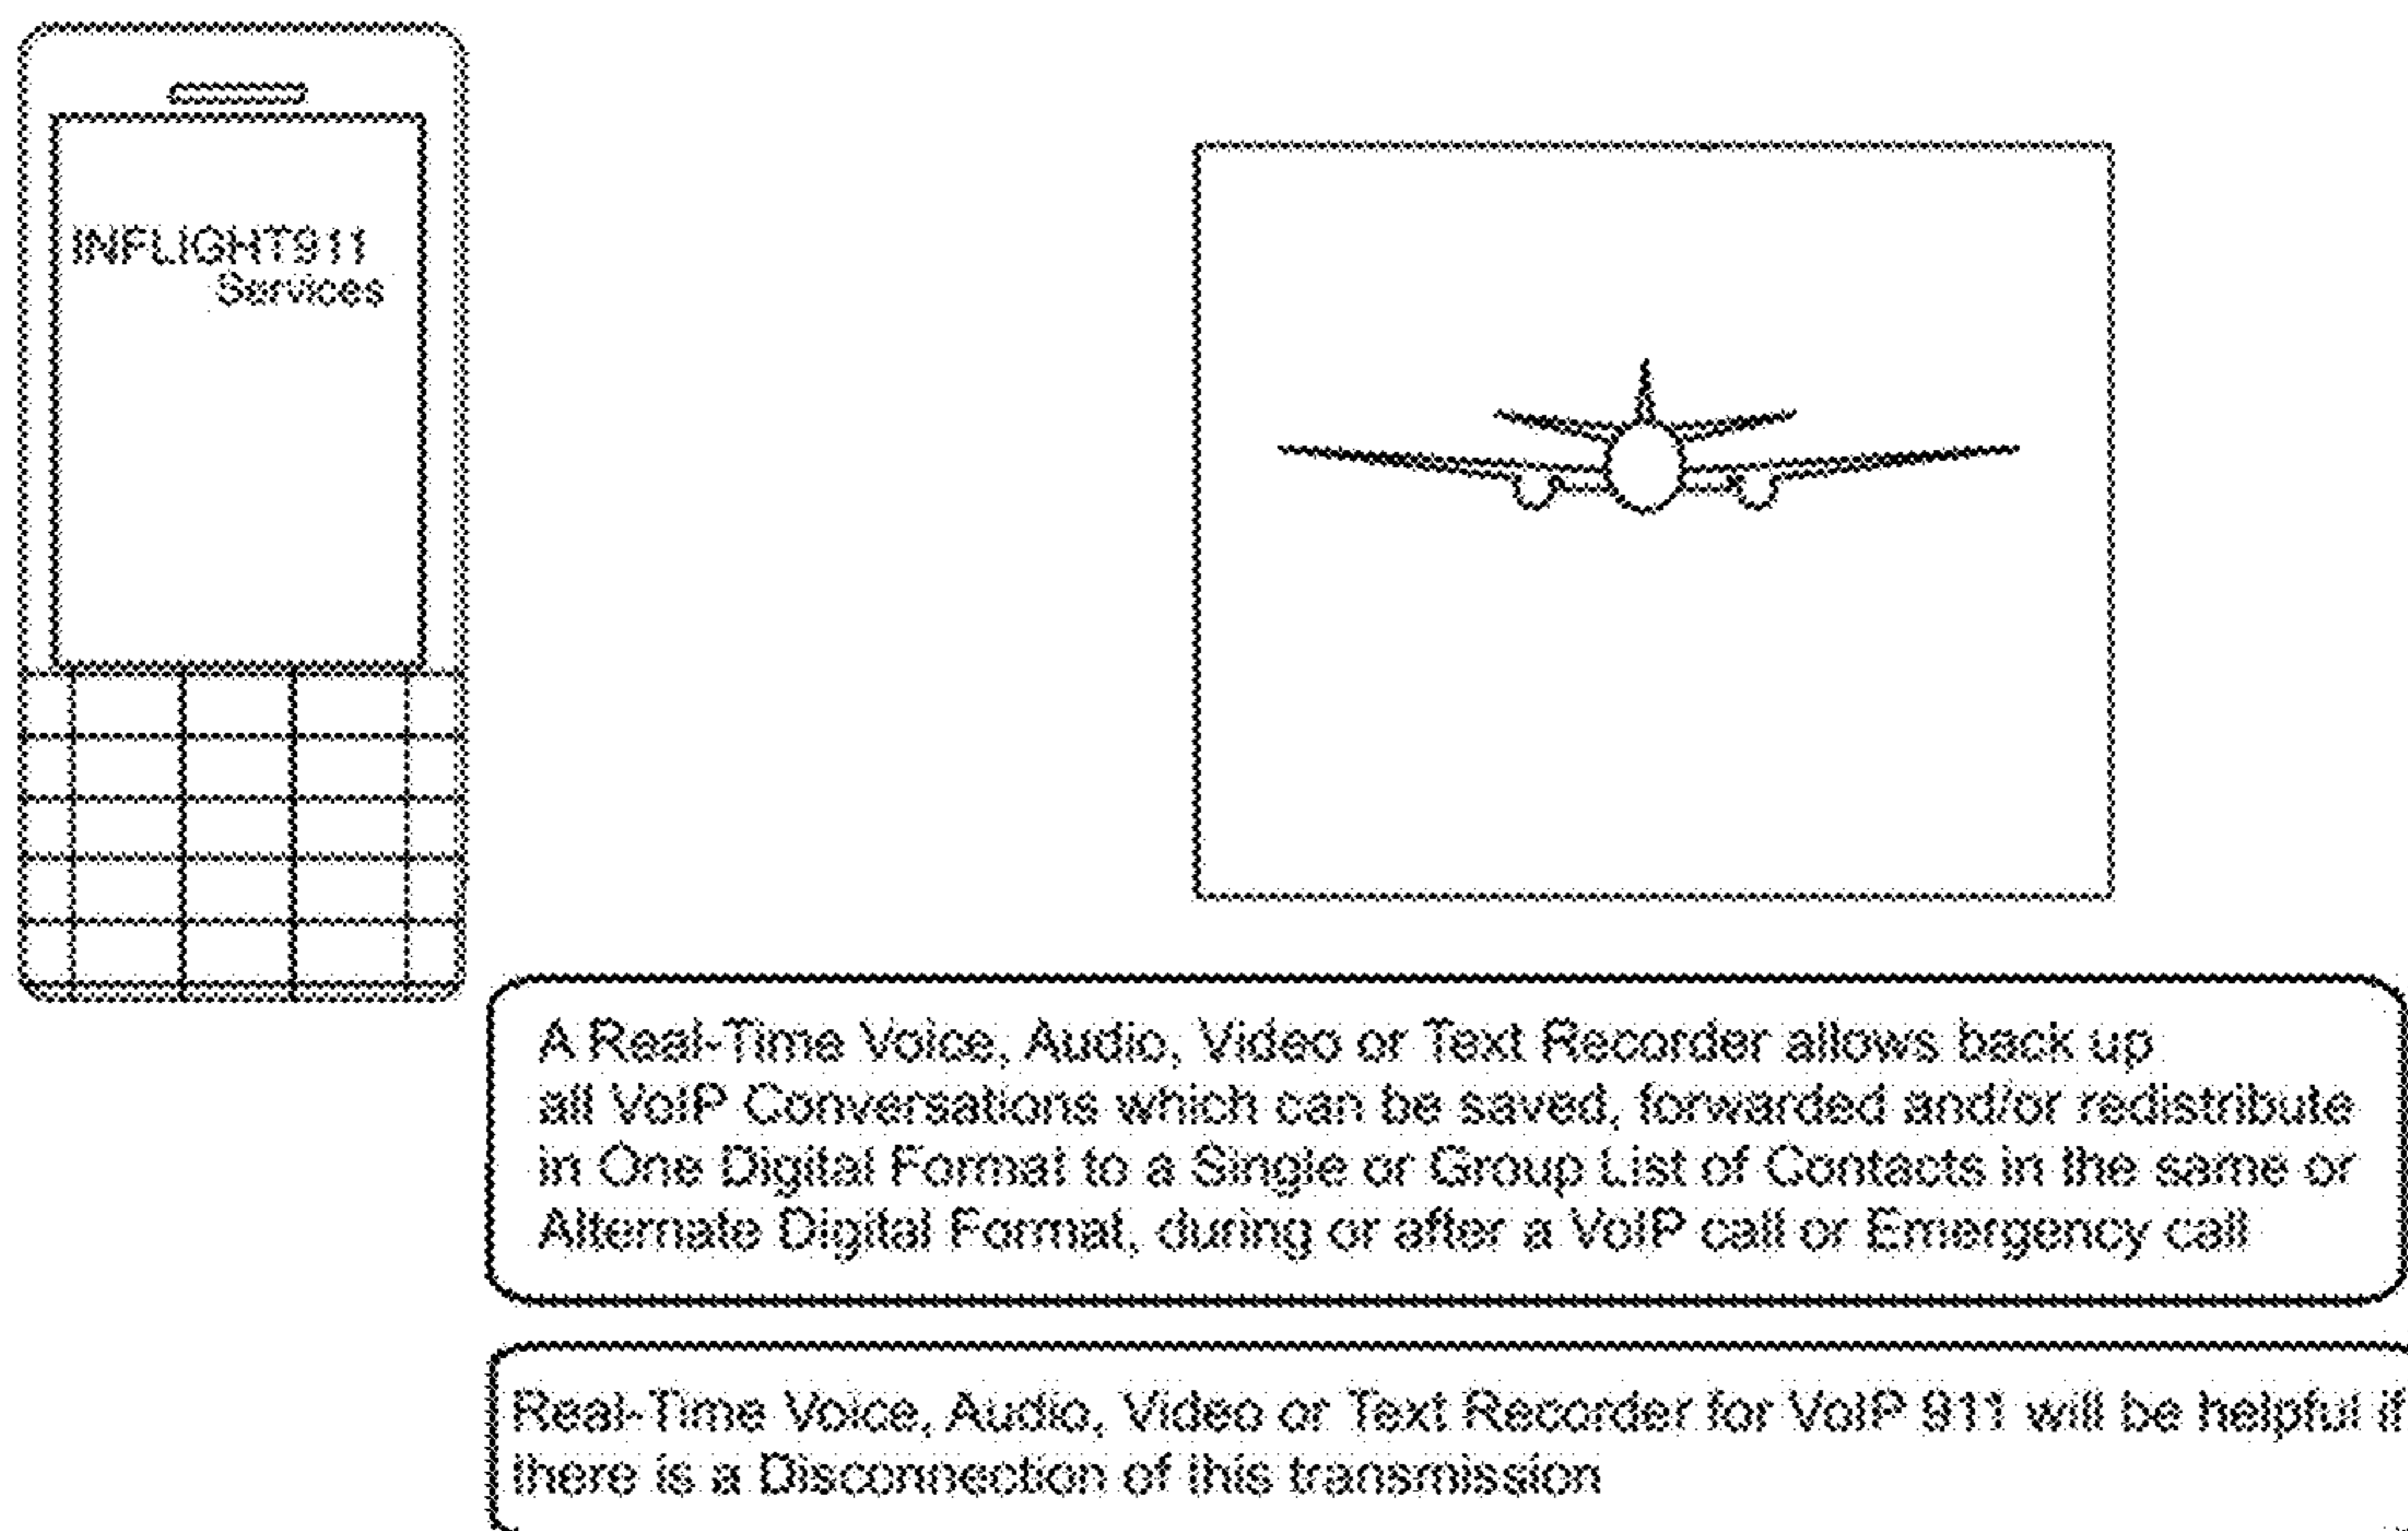 INFLIGHT911
Services
A Real-Time Voice, Audio, Video or Text Recorder allows back up
all VoIP Conversations which can be saved, forwarded and/or redistribute
in One Digital Format to a Single or Group List of Contacts in the same or
Alternate Digital Format, during or after a VoIP call or Emergency call
Real-Time Voice, Audio, Video or Text Recorder for VoIP 911 will be helpful if
there is a Disconnection of this transmission